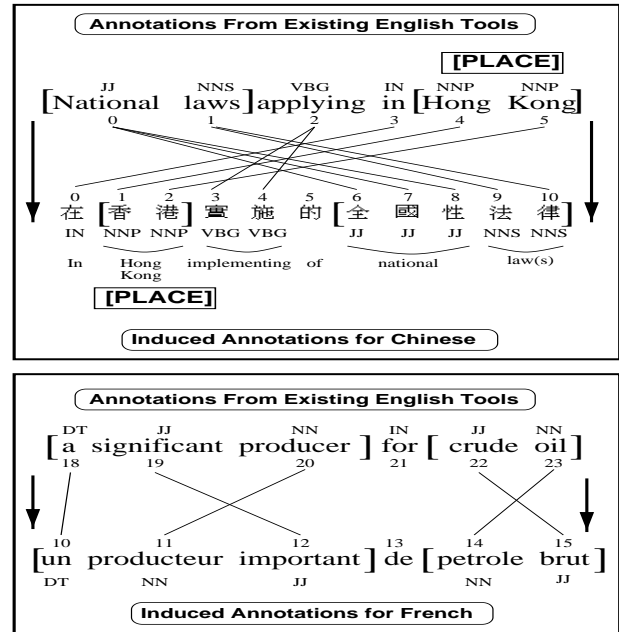 Annotations From Existing English Tools
[PLACE]
JJ NNS VBG IN NNP NNP
[National laws] applying in [Hong Kong]
0 1 2 3 4 5
0 1 2 3 4 5 6 7 8 9 10
在 [香 港] 實 施 的 [全 國 性 法 律]
IN NNP NNP VBG VBG JJ JJ JJ NNS NNS
In Hong Kong implementing of national law(s)
[PLACE]
Induced Annotations for Chinese
Annotations From Existing English Tools
DT JJ NN IN JJ NN
[a significant producer ] for [ crude oil]
18 19 20 21 22 23
10 11 12 13 14 15
[un producteur important] de [petrole brut]
DT NN JJ NN JJ
Induced Annotations for French